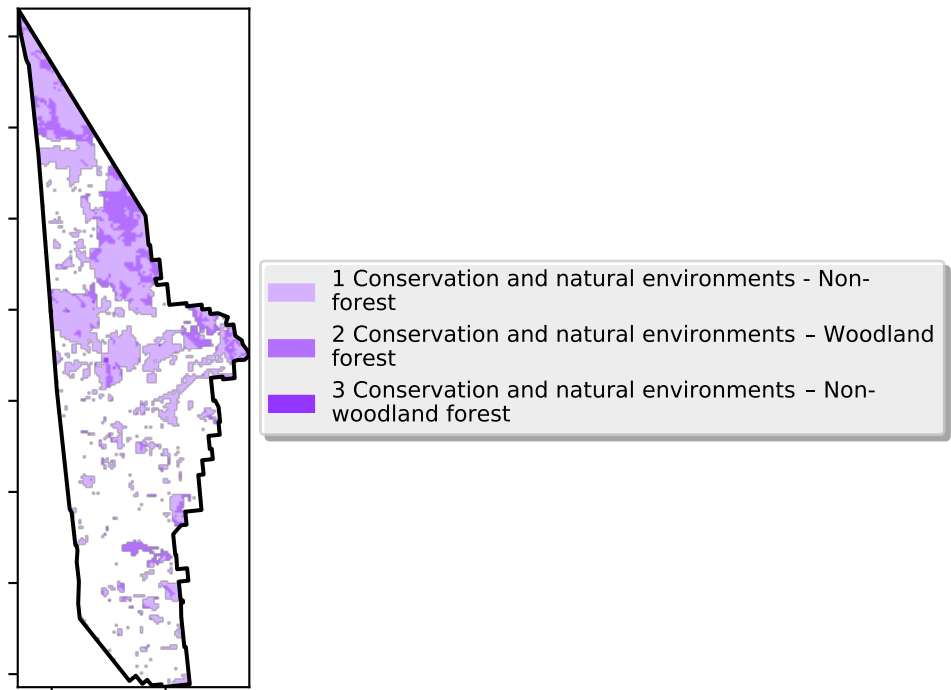 1 Conservation and natural environments - Non-
forest
2 Conservation and natural environments – Woodland
forest
3 Conservation and natural environments – Non-
woodland forest